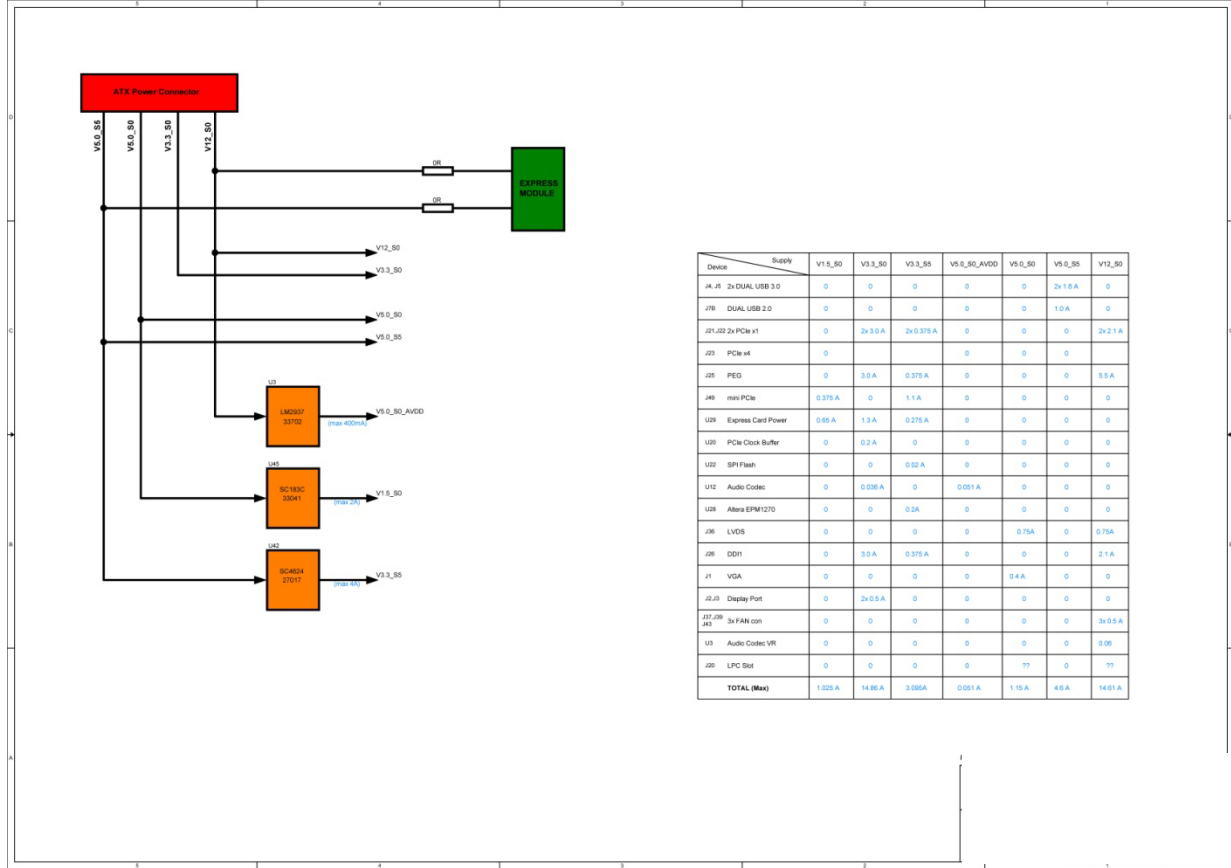 5 4 3 2 1
D
C
B
A
ATX Power Connector
V5.0_S5
V5.0_S0
V3.3_S0
V12_S0
0R
0R
EXPRESS
MODULE
V12_S0
V3.3_S0
V5.0_S0
V5.0_S5
U3
LM2937
33702
(max 400mA)
V5.0_S0_AVDD
U45
SC183C
33041
(max 2A)
V1.5_S0
U42
SC4624
27017
(max 4A)
V3.3_S5
Supply
Device V1.5_S0 V3.3_S0 V3.3_S5 V5.0_S0_AVDD V5.0_S0 V5.0_S5 V12_S0
J4, J5 2x DUAL USB 3.0 0 0 0 0 0 2x 1.8 A 0
J7B DUAL USB 2.0 0 0 0 0 0 1.0 A 0
J21,J22 2x PCIe x1 0 2x 3.0 A 2x 0.375 A 0 0 0 2x 2.1 A
J23 PCIe x4 0 0 0 0
J25 PEG 0 3.0 A 0.375 A 0 0 0 5.5 A
J49 mini PCIe 0.375 A 0 1.1 A 0 0 0 0
U29 Express Card Power 0.65 A 1.3 A 0.275 A 0 0 0 0
U20 PCIe Clock Buffer 0 0.2 A 0 0 0 0 0
U22 SPI Flash 0 0 0.02 A 0 0 0 0
U12 Audio Codec 0 0.036 A 0 0.051 A 0 0 0
U28 Altera EPM1270 0 0 0.2A 0 0 0 0
J36 LVDS 0 0 0 0 0.75A 0 0.75A
J26 DDI1 0 3.0 A 0.375 A 0 0 0 2.1 A
J1 VGA 0 0 0 0 0.4 A 0 0
J2,J3 Display Port 0 2x 0.5 A 0 0 0 0 0
J37,J39
J43 3x FAN con 0 0 0 0 0 0 3x 0.5 A
U3 Audio Codec VR 0 0 0 0 0 0 0.06
J20 LPC Slot 0 0 0 0 ?? 0 ??
TOTAL (Max) 1.025 A 14.86 A 3.095A 0.051 A 1.15 A 4.6 A 14.61 A
5 4 3 2 1